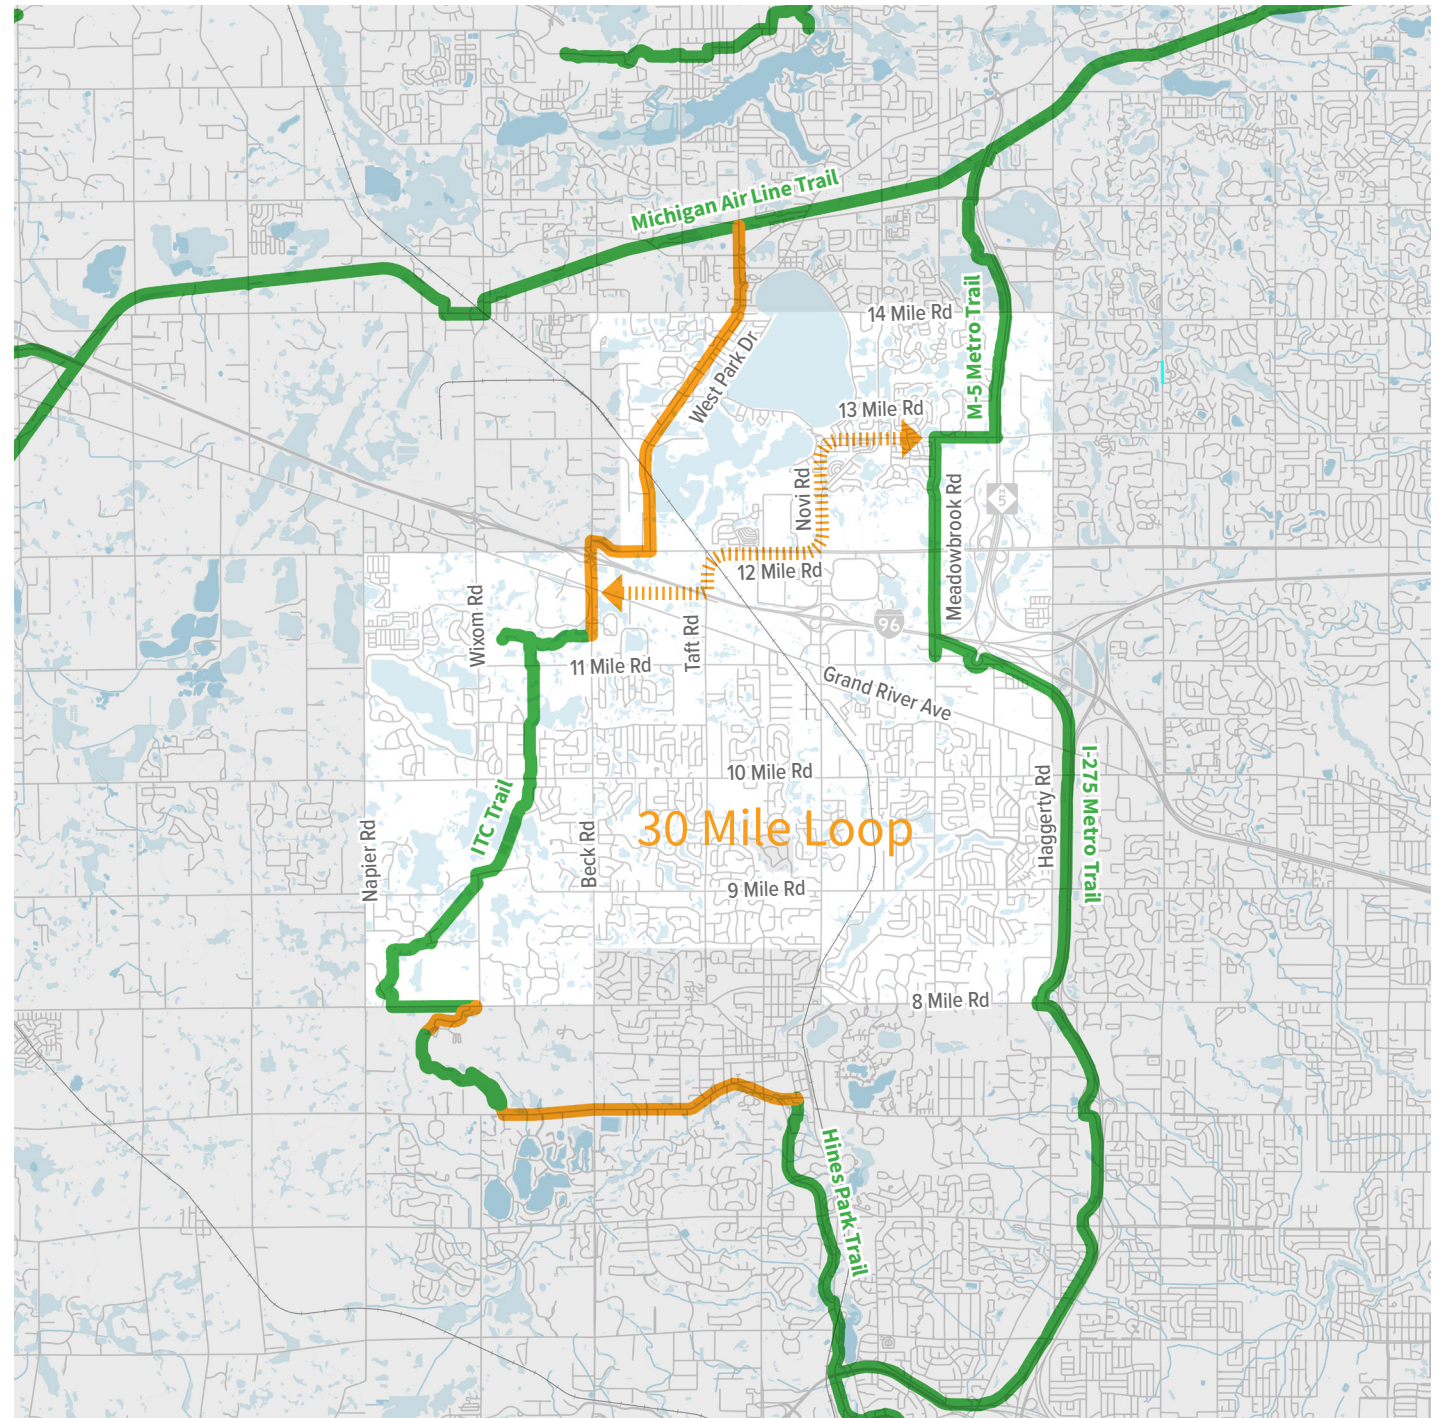 Michigan Air Line Trail
14 Mile Rd
M-5 Metro Trail
West Park Dr
13 Mile Rd
Novi Rd
Meadowbrook Rd
M
5
12 Mile Rd
Wixom Rd
96
Taft Rd
11 Mile Rd
Grand River Ave
10 Mile Rd
I-275 Metro Trail
Haggerty Rd
ITC Trail
30 Mile Loop
Napier Rd
Beck Rd
9 Mile Rd
8 Mile Rd
Hines Park Trail